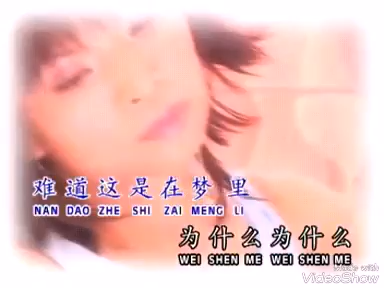 难道这是在梦里
NAN DAO ZHE SHI ZAI MENG LI
为什么为什么
WEI SHEN ME WEI SHEN ME
Made with
VideoShow